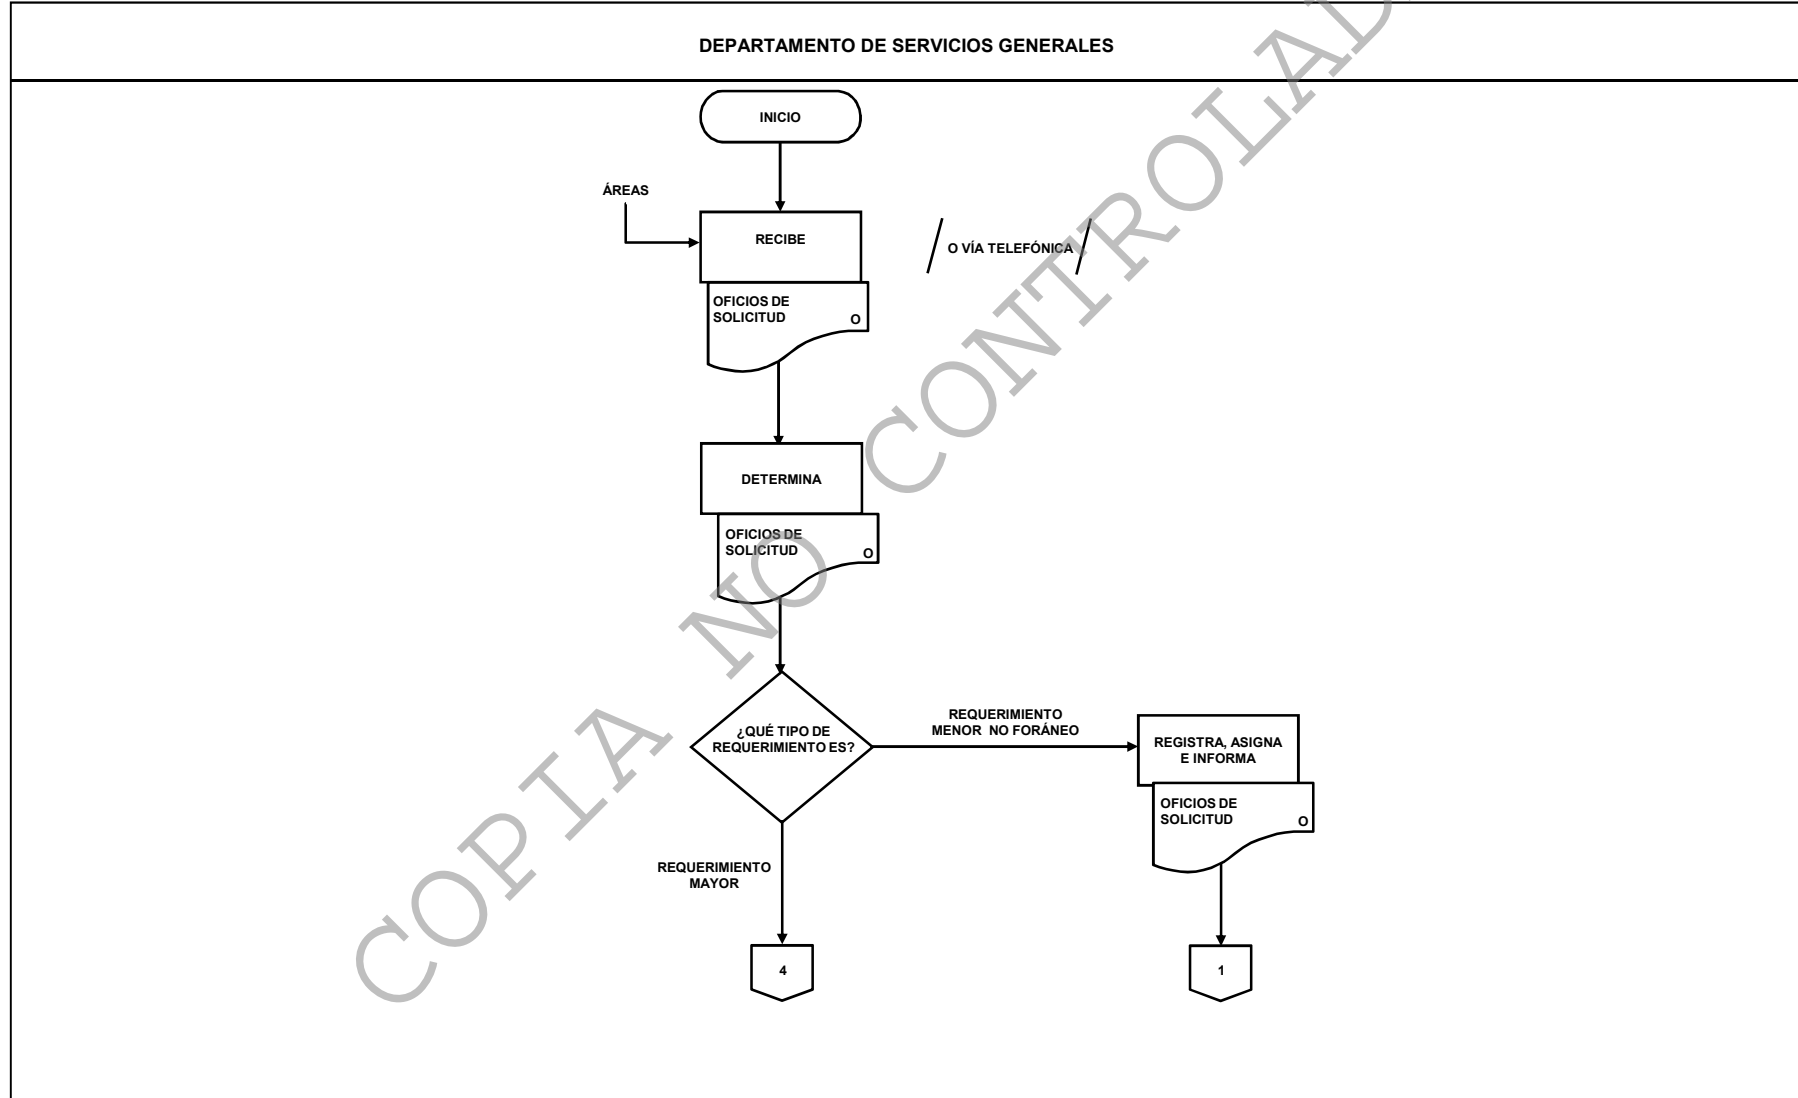 DEPARTAMENTO DE SERVICIOS GENERALES
INICIO
ÁREAS
RECIBE
/ O VÍA TELEFÓNICA /
OFICIOS DE
SOLICITUD O
DETERMINA
OFICIOS DE
SOLICITUD O
¿QUÉ TIPO DE
REQUERIMIENTO ES?
REQUERIMIENTO
MENOR NO FORÁNEO
REGISTRA, ASIGNA
E INFORMA
OFICIOS DE
SOLICITUD O
REQUERIMIENTO
MAYOR
4
1
COPIA NO CONTROLAD